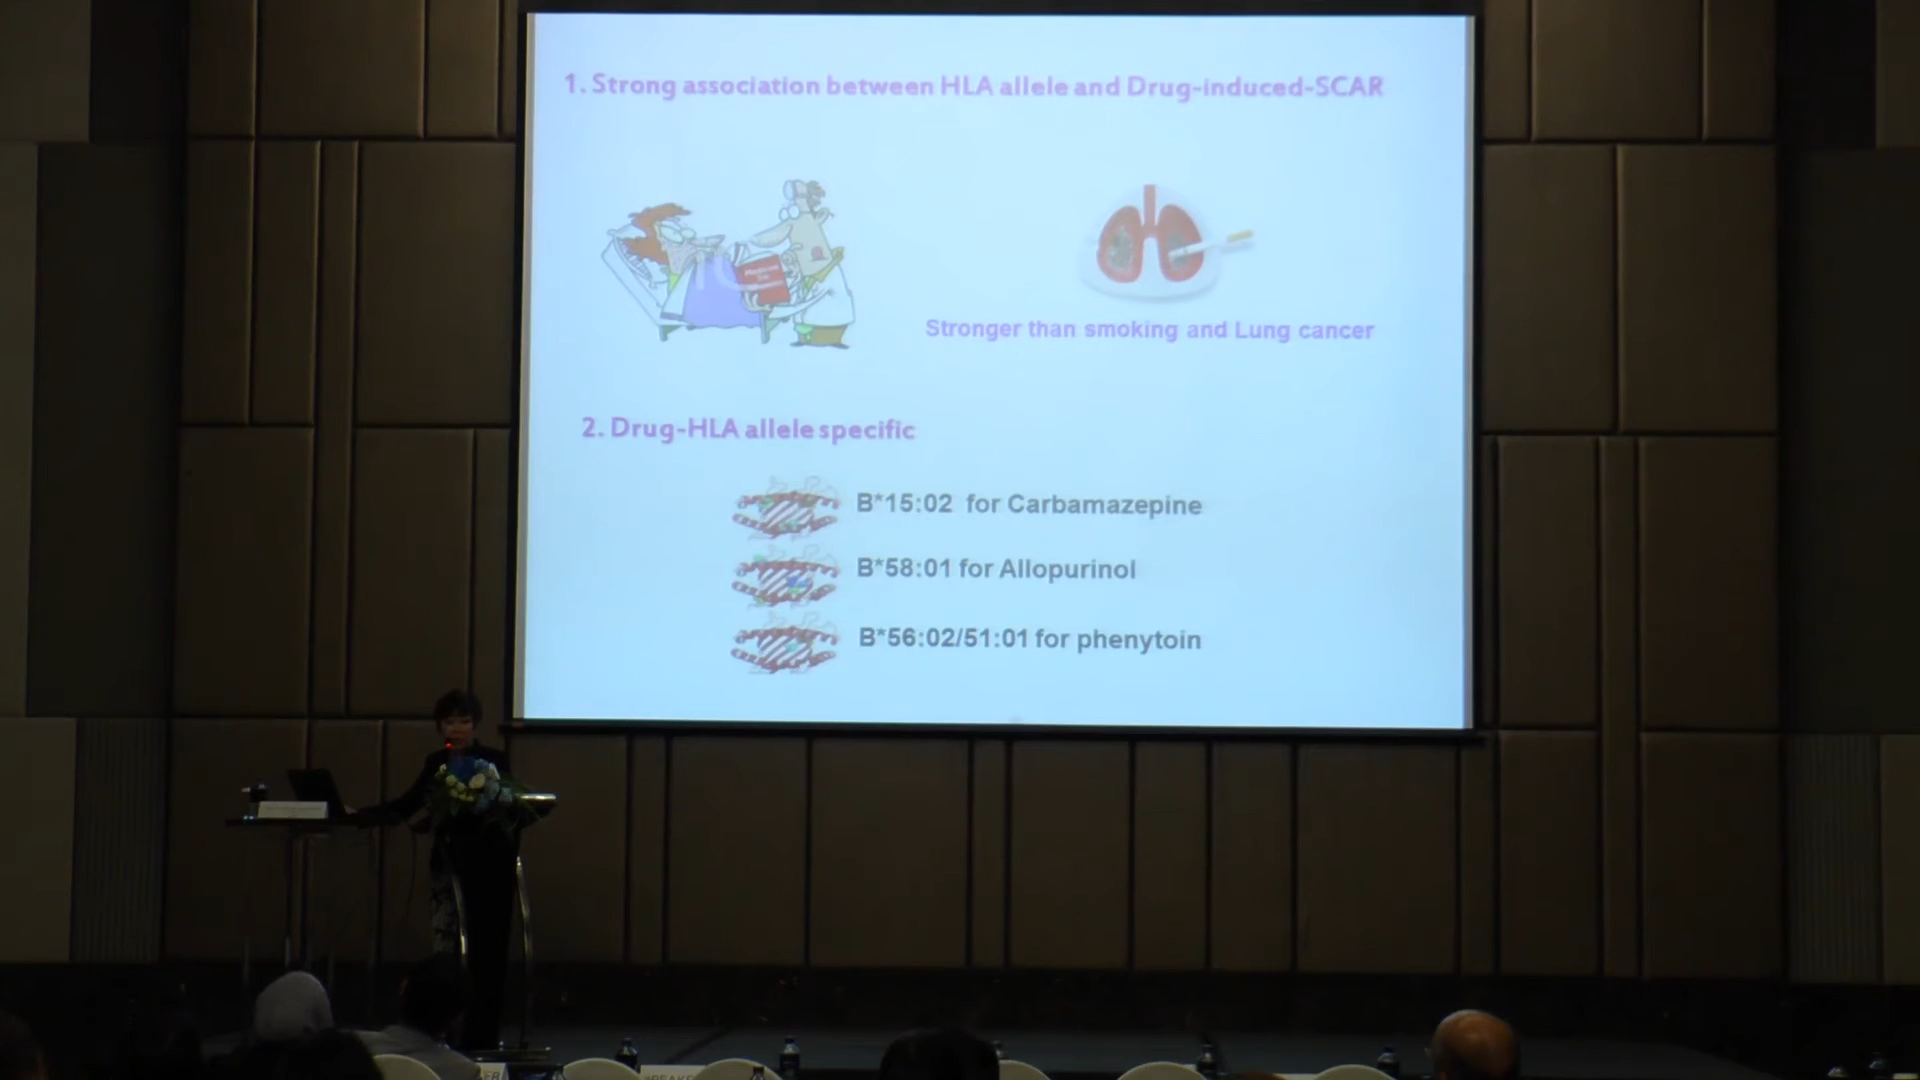 1. Strong association between HLA allele and Drug-induced-SCAR
Stronger than smoking and Lung cancer
2. Drug-HLA allele specific
B*15:02 for Carbamazepine
B*58:01 for Allopurinol
B*56:02/51:01 for phenytoin